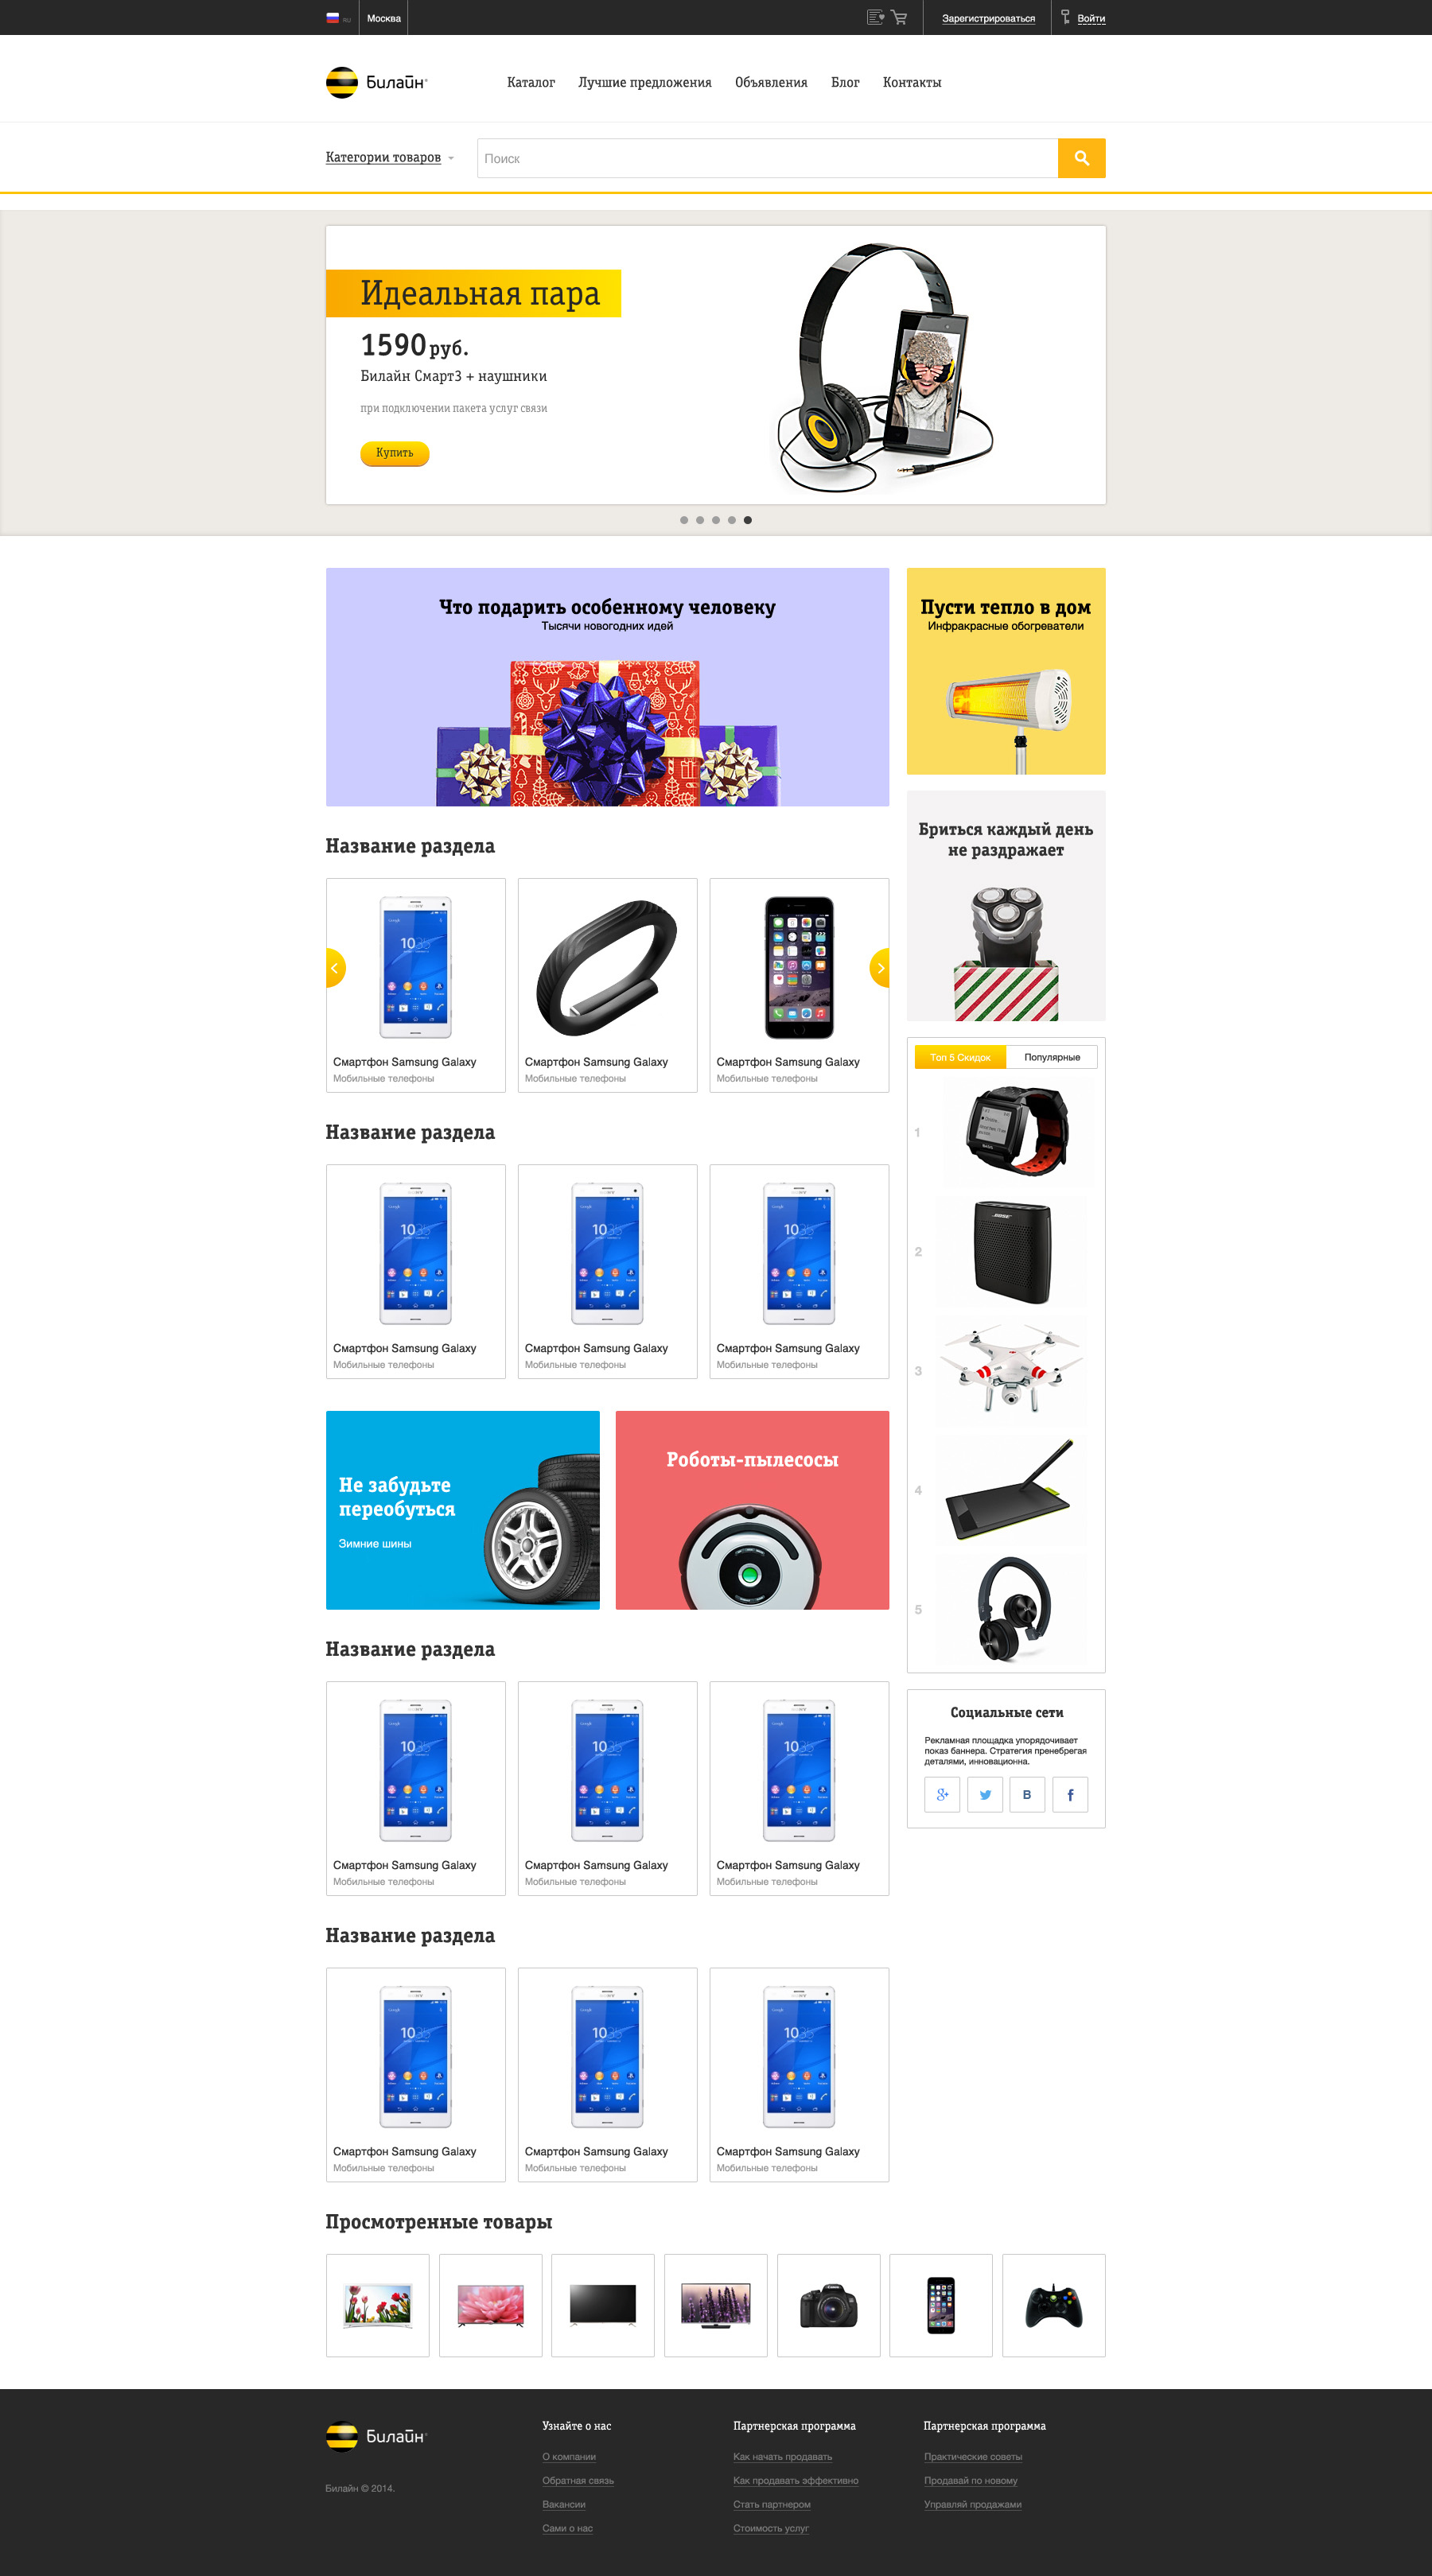 RU
Москва
Зарегистрироваться
Войти
Билайн
Каталог
Лучшие предложения
Объявления
Блог
Контакты
Категории товаров
Поиск
Идеальная пара
1590 руб.
Билайн Смарт3 + наушники
при подключении пакета услуг связи
Купить
Что подарить особенному человеку
Тысячи новогодних идей
Пусти тепло в дом
Инфракрасные обогреватели
Бриться каждый день
не раздражает
Название раздела
Смартфон Samsung Galaxy
Мобильные телефоны
Смартфон Samsung Galaxy
Мобильные телефоны
Смартфон Samsung Galaxy
Мобильные телефоны
Топ 5 Скидок
Популярные
1
2
BOSE
3
4
5
Название раздела
Смартфон Samsung Galaxy
Мобильные телефоны
Смартфон Samsung Galaxy
Мобильные телефоны
Смартфон Samsung Galaxy
Мобильные телефоны
Не забудьте
переобуться
Зимние шины
Роботы-пылесосы
Название раздела
Смартфон Samsung Galaxy
Мобильные телефоны
Смартфон Samsung Galaxy
Мобильные телефоны
Смартфон Samsung Galaxy
Мобильные телефоны
Социальные сети
Рекламная площадка упорядочивает
показ баннера. Стратегия пренебрегая
деталями, инновационна.
Название раздела
Смартфон Samsung Galaxy
Мобильные телефоны
Смартфон Samsung Galaxy
Мобильные телефоны
Смартфон Samsung Galaxy
Мобильные телефоны
Просмотренные товары
Билайн
Билайн © 2014.
Узнайте о нас
О компании
Обратная связь
Вакансии
Сами о нас
Партнерская программа
Как начать продавать
Как продавать эффективно
Стать партнером
Стоимость услуг
Партнерская программа
Практические советы
Продавай по новому
Управляй продажами